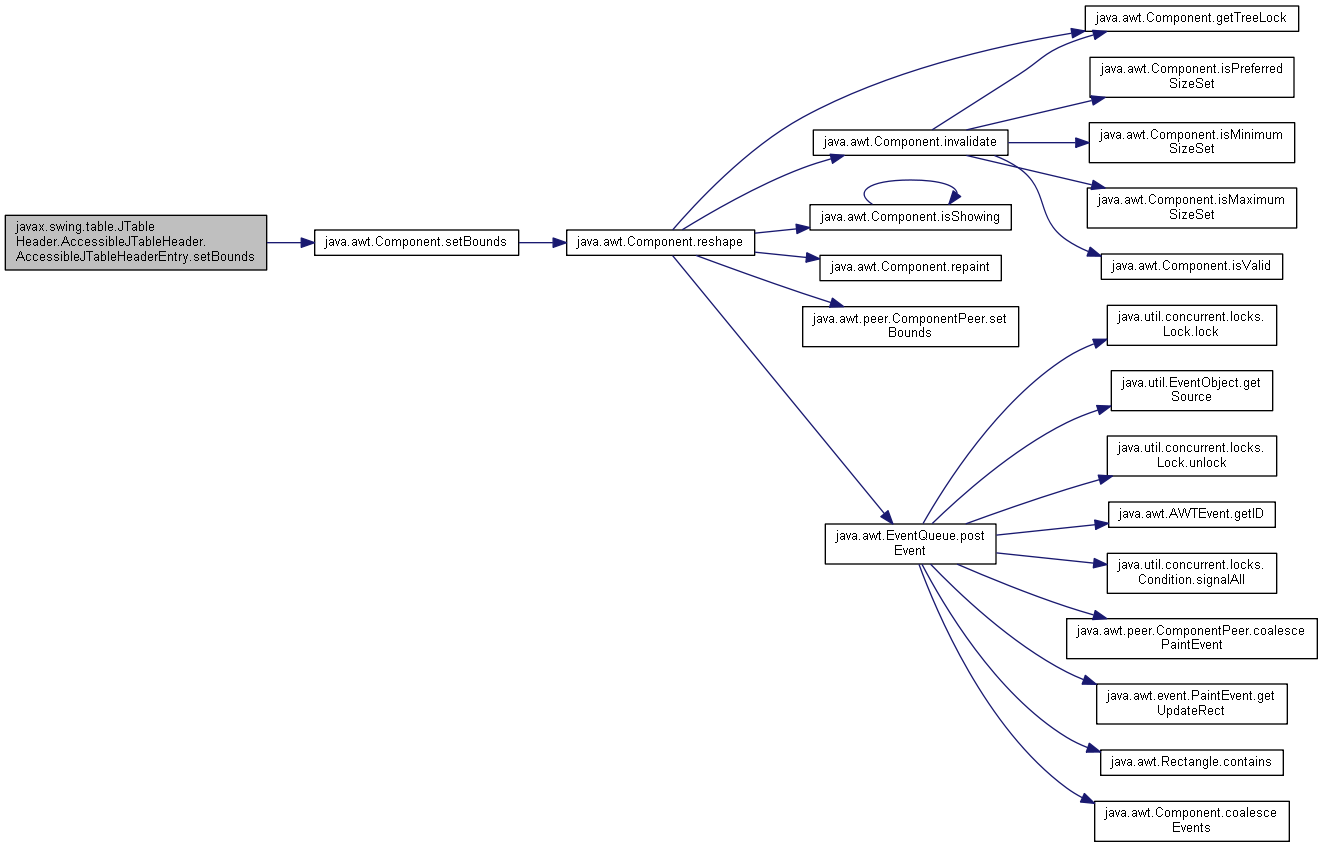 javax.swing.table.JTable
Header.AccessibleJTableHeader.
AccessibleJTableHeaderEntry.setBounds
java.awt.Component.setBounds
java.awt.Component.reshape
java.awt.Component.getTreeLock
java.awt.Component.invalidate
java.awt.Component.isPreferred
SizeSet
java.awt.Component.isMinimum
SizeSet
java.awt.Component.isMaximum
SizeSet
java.awt.Component.isValid
java.awt.Component.isShowing
java.awt.Component.repaint
java.awt.peer.ComponentPeer.set
Bounds
java.awt.EventQueue.post
Event
java.util.concurrent.locks.
Lock.lock
java.util.EventObject.get
Source
java.util.concurrent.locks.
Lock.unlock
java.awt.AWTEvent.getID
java.util.concurrent.locks.
Condition.signalAll
java.awt.peer.ComponentPeer.coalesce
PaintEvent
java.awt.event.PaintEvent.get
UpdateRect
java.awt.Rectangle.contains
java.awt.Component.coalesce
Events